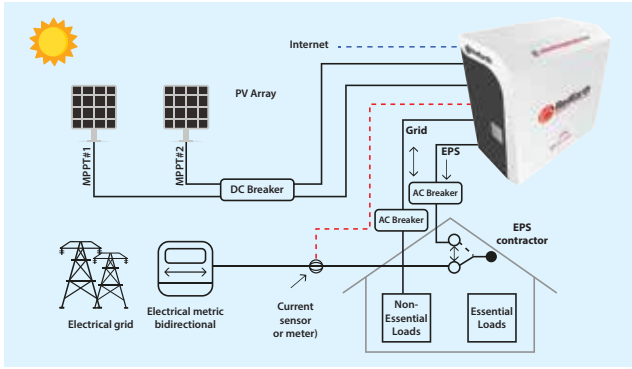 Internet
PV Array
MPPT#1
MPPT#2
DC Breaker
Grid
EPS
AC Breaker
AC Breaker
EPS
contractor
Electrical grid
Electrical metric
bidirectional
Current
sensor
or meter)
Non-
Essential
Loads
Essential
Loads